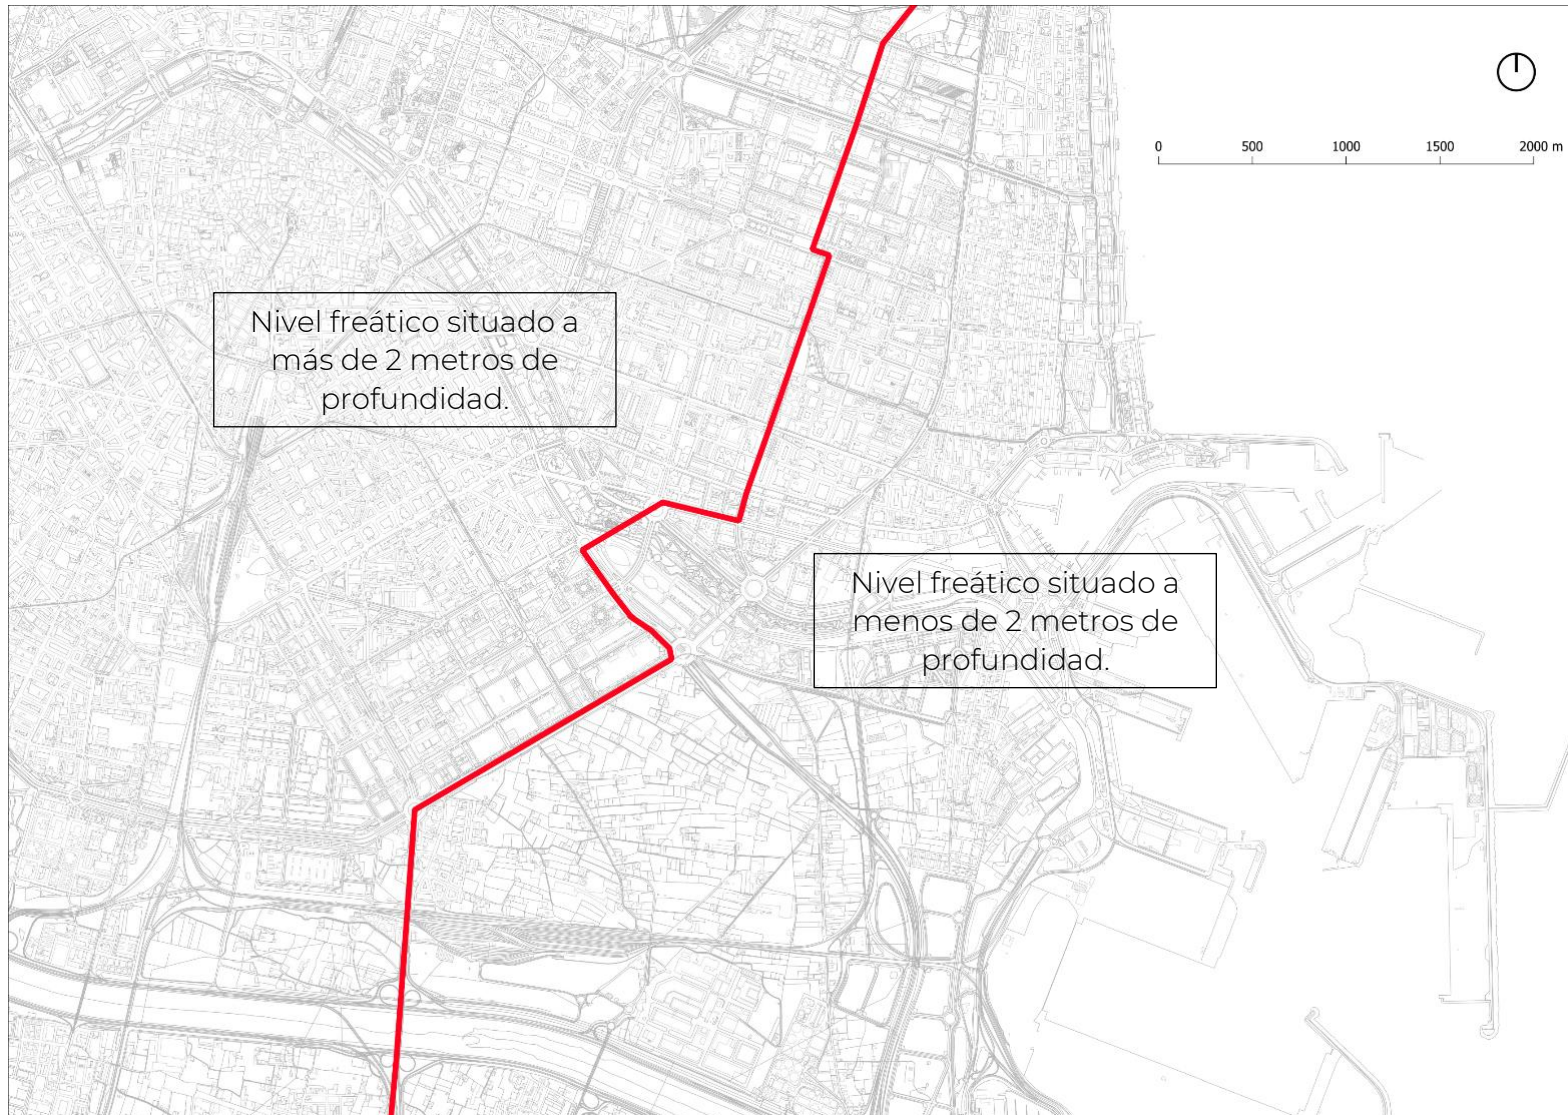 0 500 1000 1500 2000 m
Nivel freático situado a
más de 2 metros de
profundidad.
Nivel freático situado a
menos de 2 metros de
profundidad.